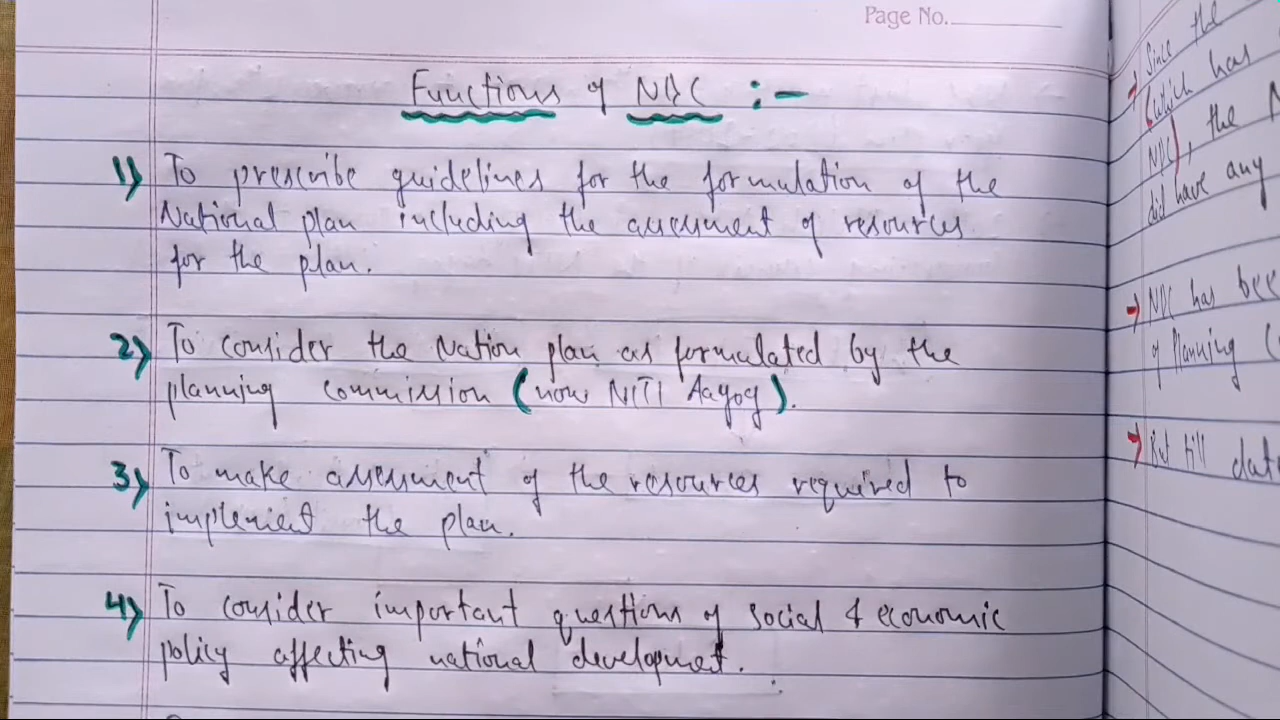 Page No.
Functions of NDC :-
1) To prescribe guidelines for the formulation of the
National plan including the assessment of resources
for the plan.
2) To consider the Nation plan as formulated by the
planning commission (now NITI Aayog).
3) To make assessment of the resources required to
implement the plan.
4) To consider important questions of social & economic
policy affecting national development.
→ Since the
(which has
NDC), the N
did have any
→ NDC has bee
of Planning (
→ But till date